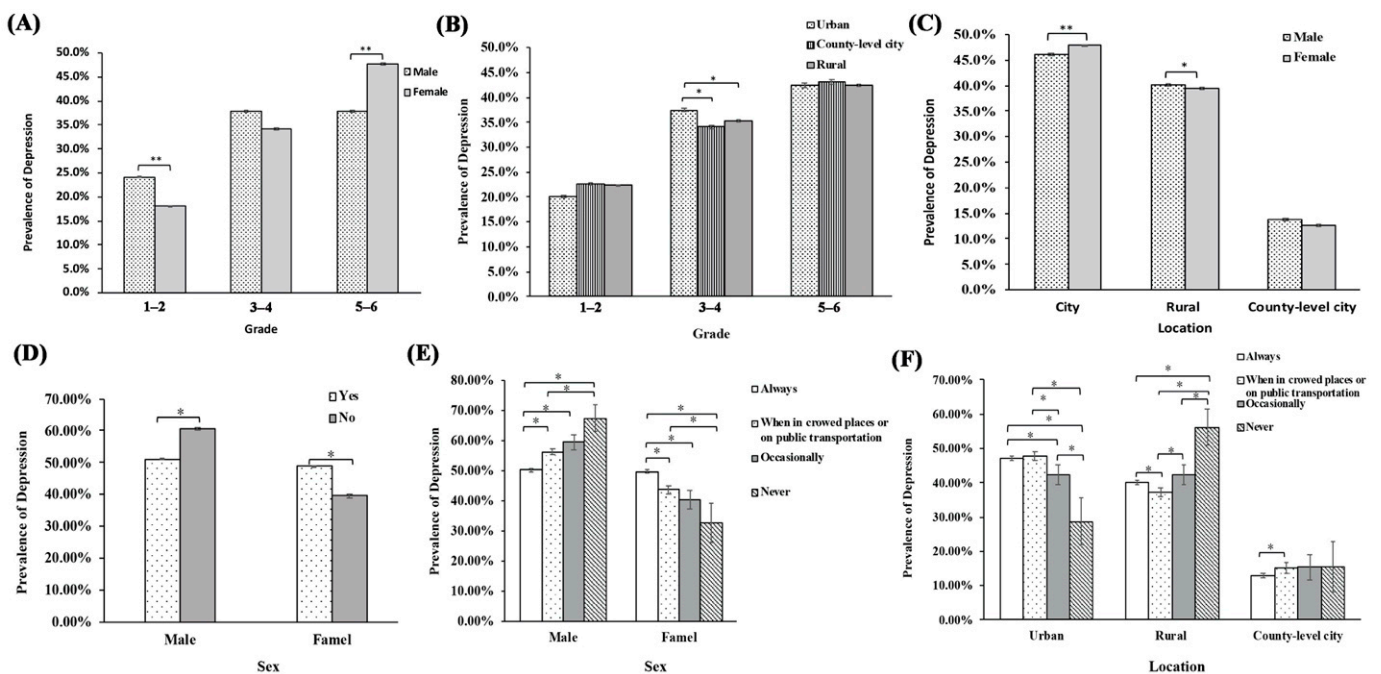 (A)
50.0%
45.0%
40.0%
35.0%
30.0%
25.0%
20.0%
15.0%
10.0%
5.0%
0.0%
Prevalence of Depression
**
**
Male
Female
1–2 3–4 5–6
Grade
(B)
50.0%
45.0%
40.0%
35.0%
30.0%
25.0%
20.0%
15.0%
10.0%
5.0%
0.0%
Prevalence of Depression
Urban
County-level city
Rural
*
*
1–2 3–4 5–6
Grade
(C)
50.0%
45.0%
40.0%
35.0%
30.0%
25.0%
20.0%
15.0%
10.0%
5.0%
0.0%
Prevalence of Depression
**
*
Male
Female
City Rural County-level city
Location
(D)
70.00%
60.00%
50.00%
40.00%
30.00%
20.00%
10.00%
0.00%
Prevalence of Depression
Yes
No
*
*
Male Famel
Sex
(E)
80.00%
70.00%
60.00%
50.00%
40.00%
30.00%
20.00%
10.00%
0.00%
Prevalence of Depression
* * * * *
* * * * *
Always
When in crowed places or
on public transportation
Occasionally
Never
Male Famel
Sex
(F)
70.00%
60.00%
50.00%
40.00%
30.00%
20.00%
10.00%
0.00%
Prevalence of Depression
* * * * *
* * * * *
*
Always
When in crowed places or
on public transportation
Occasionally
Never
Urban Rural County-level city
Location